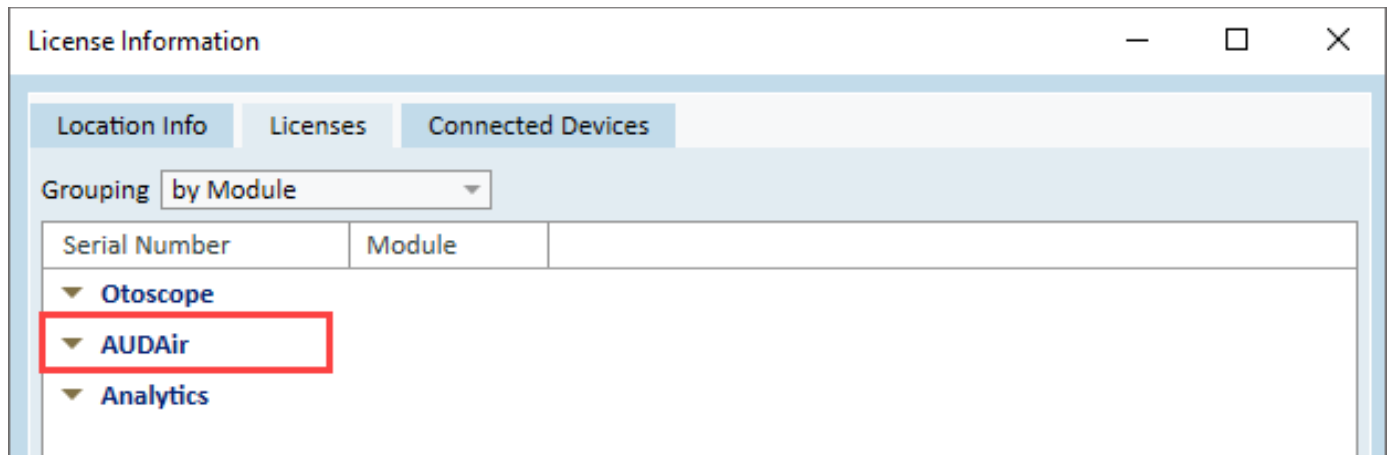 License Information
Location Info Licenses Connected Devices
Grouping by Module
Serial Number Module
Otoscope
AUDAir
Analytics